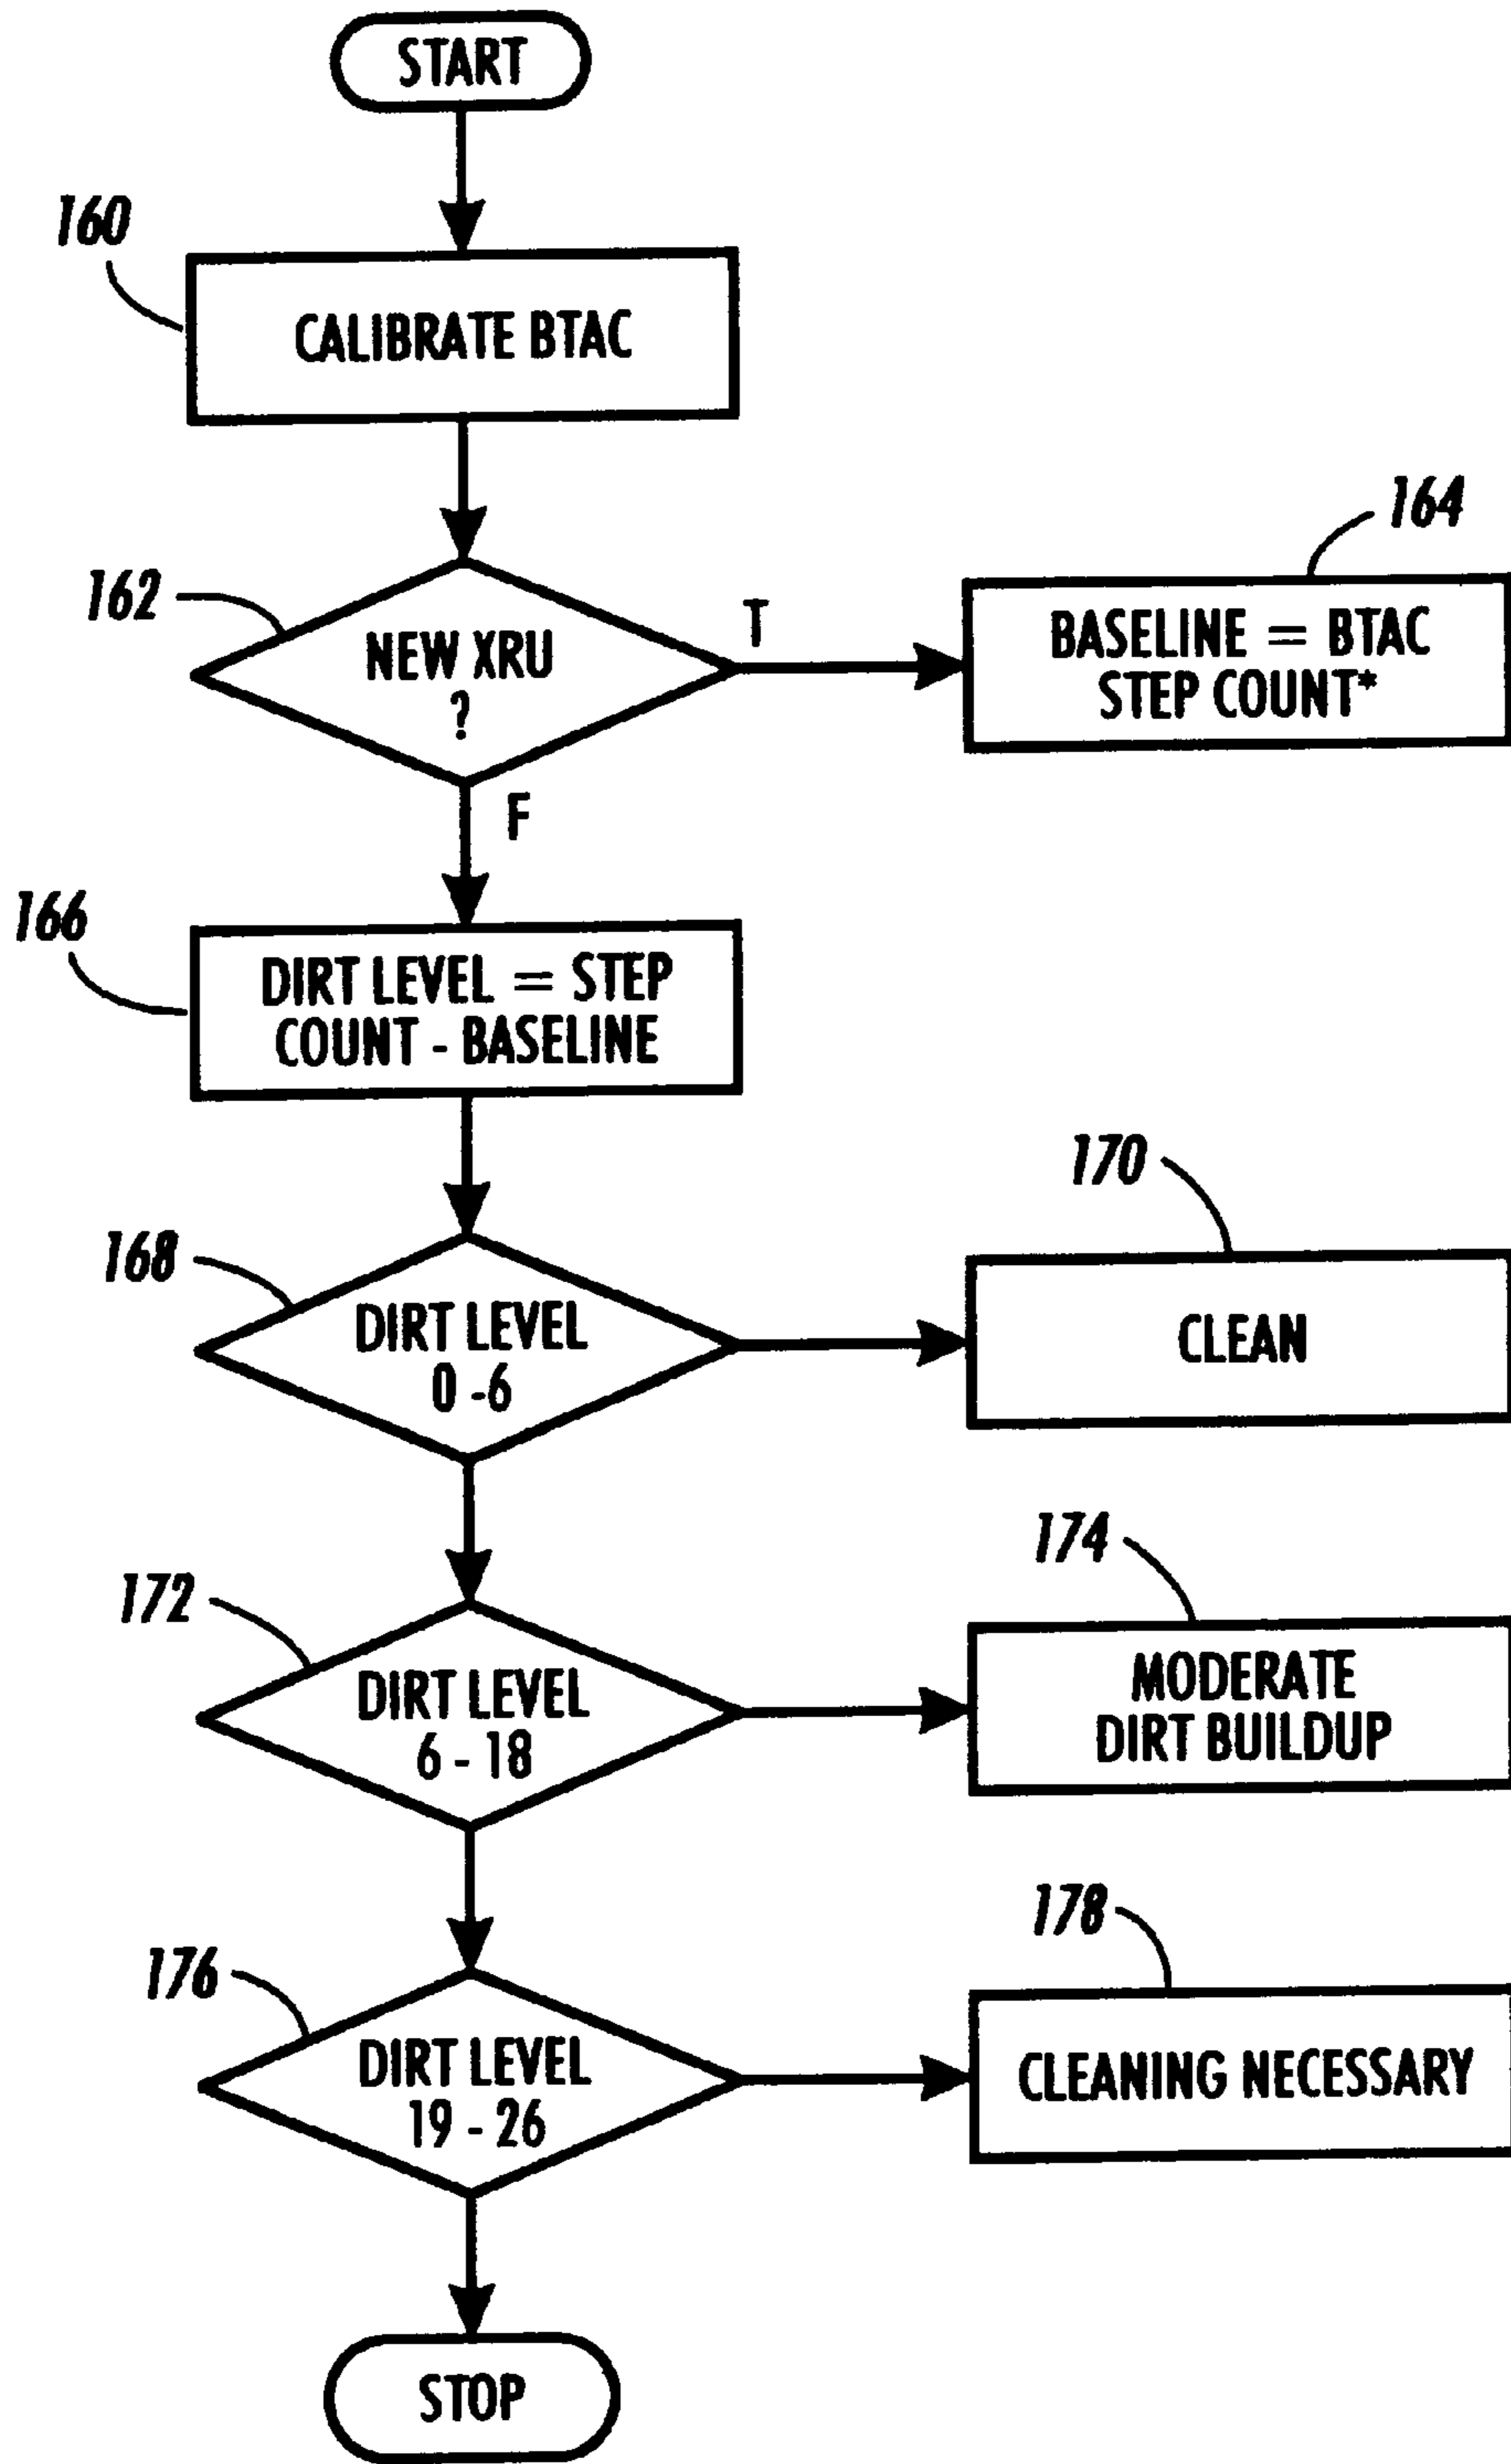 START
160
CALIBRATE BTAC
164
162
NEW XRU
?
T
BASELINE = BTAC
STEP COUNT*
F
166
DIRT LEVEL = STEP
COUNT - BASELINE
170
168
DIRT LEVEL
0 -6
CLEAN
174
172
DIRT LEVEL
6 - 18
MODERATE
DIRT BUILDUP
178
176
DIRT LEVEL
19 - 26
CLEANING NECESSARY
STOP